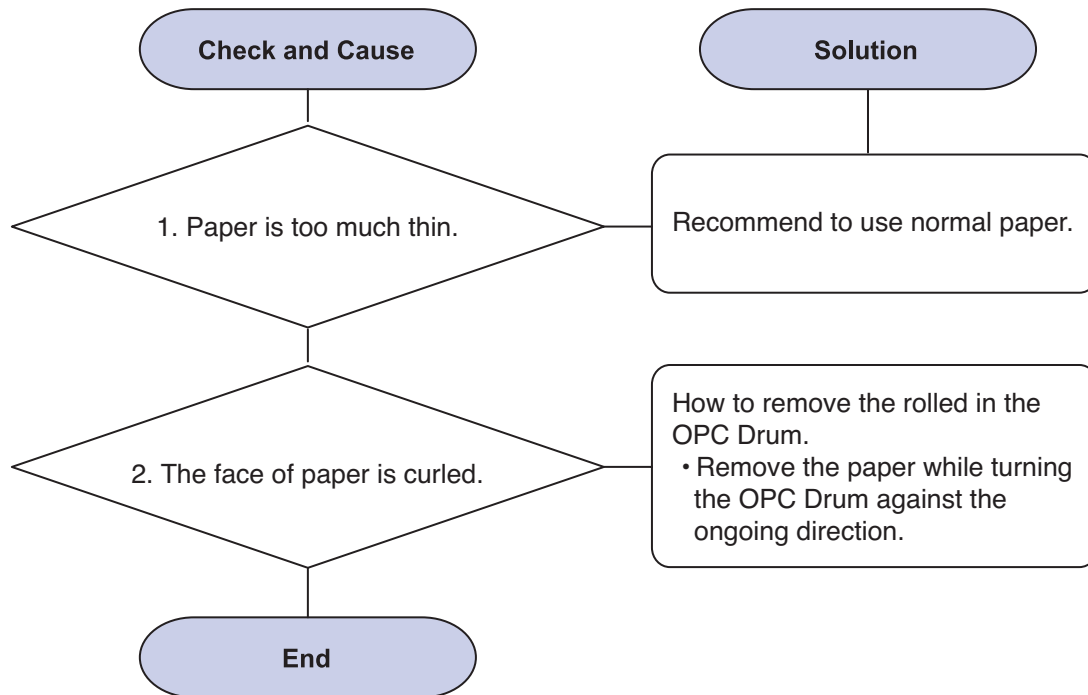 Check and Cause
Solution
1. Paper is too much thin.
Recommend to use normal paper.
2. The face of paper is curled.
How to remove the rolled in the
OPC Drum.
• Remove the paper while turning
the OPC Drum against the
ongoing direction.
End